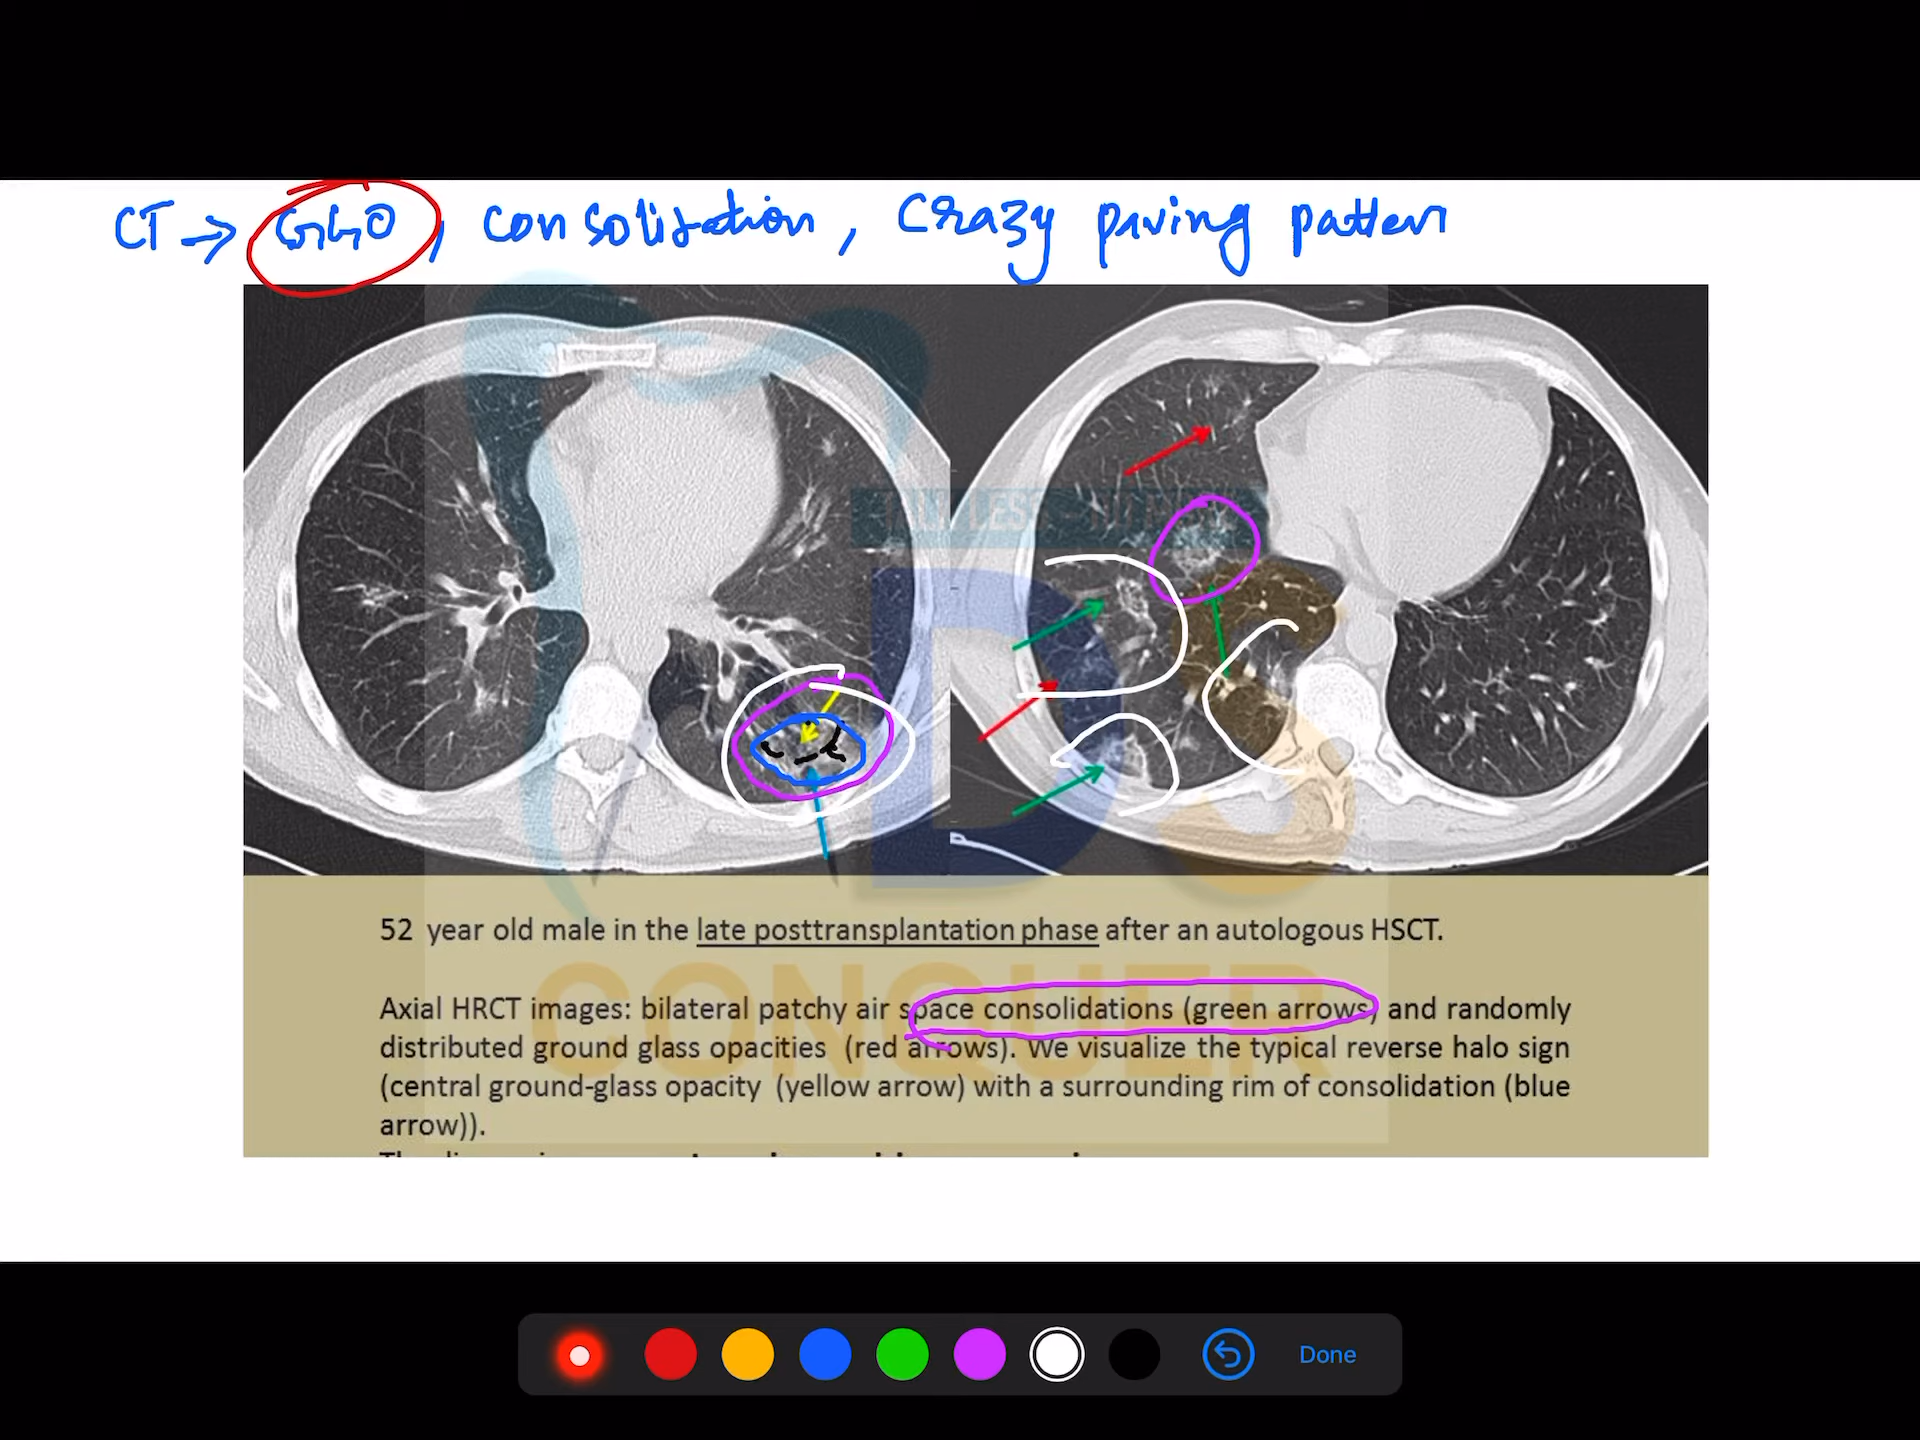 CT → GGO, consolidation, Crazy paving pattern
52 year old male in the late posttransplantation phase after an autologous HSCT.
Axial HRCT images: bilateral patchy air space consolidations (green arrows) and randomly
distributed ground glass opacities (red arrows). We visualize the typical reverse halo sign
(central ground-glass opacity (yellow arrow) with a surrounding rim of consolidation (blue
arrow)).
DS
CONQUER
Done